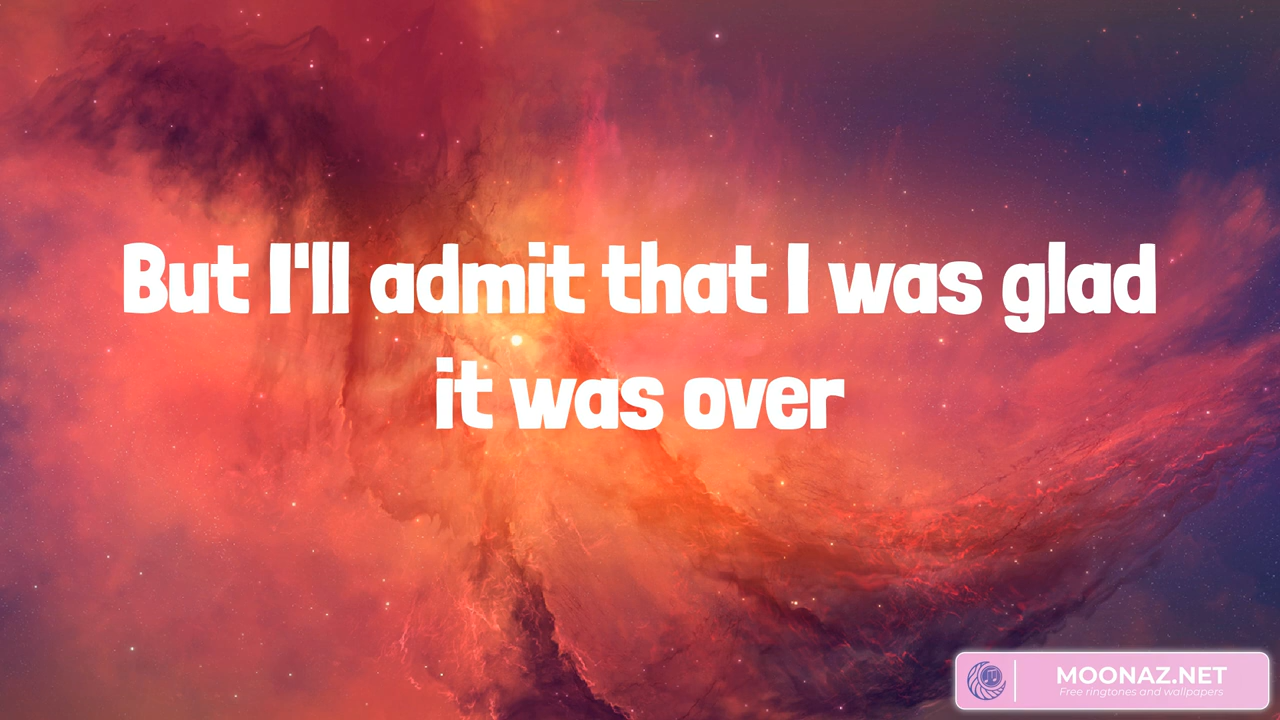 But I'll admit that I was glad
it was over
MOONAZ.NET
Free ringtones and wallpapers